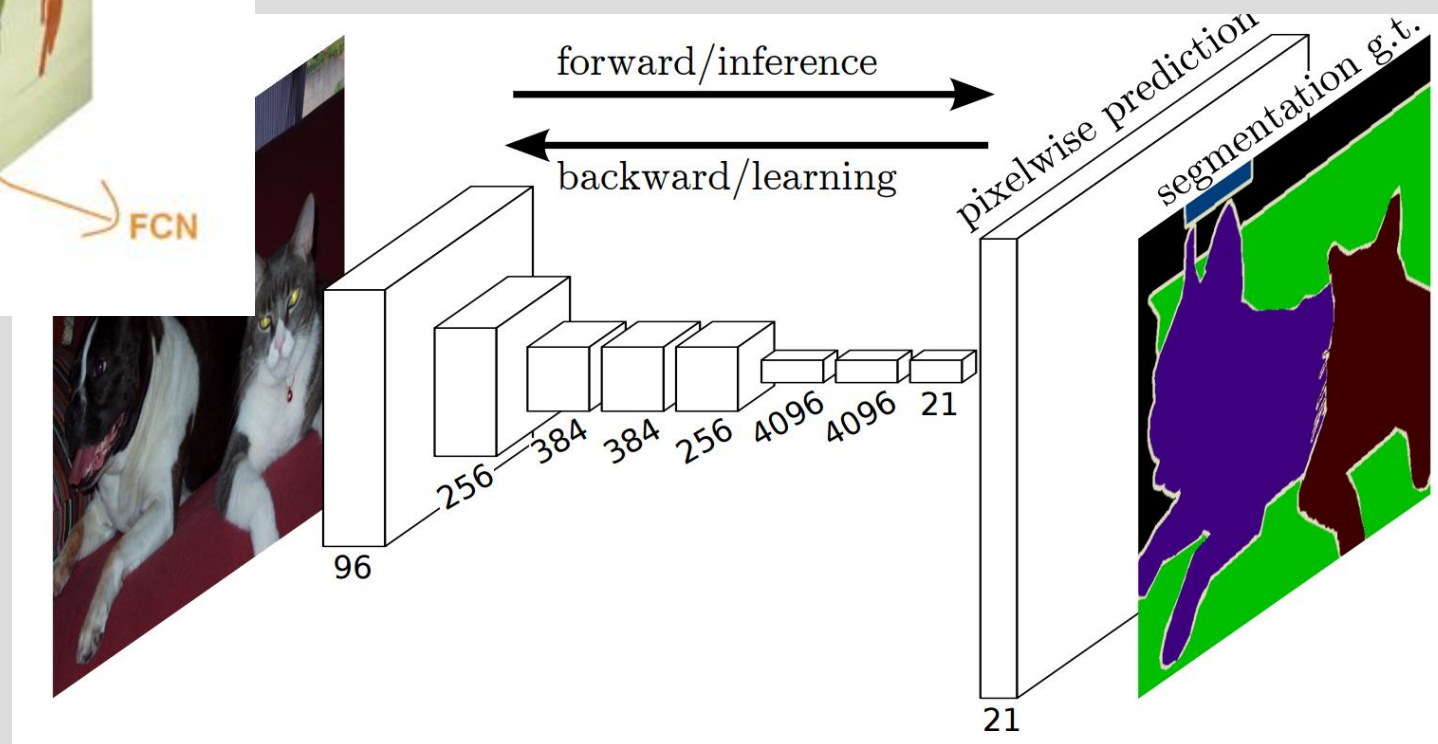 forward/inference
backward/learning
pixelwise prediction
segmentation g.t.
FCN
96
256
384
384
256
4096
4096
21
21